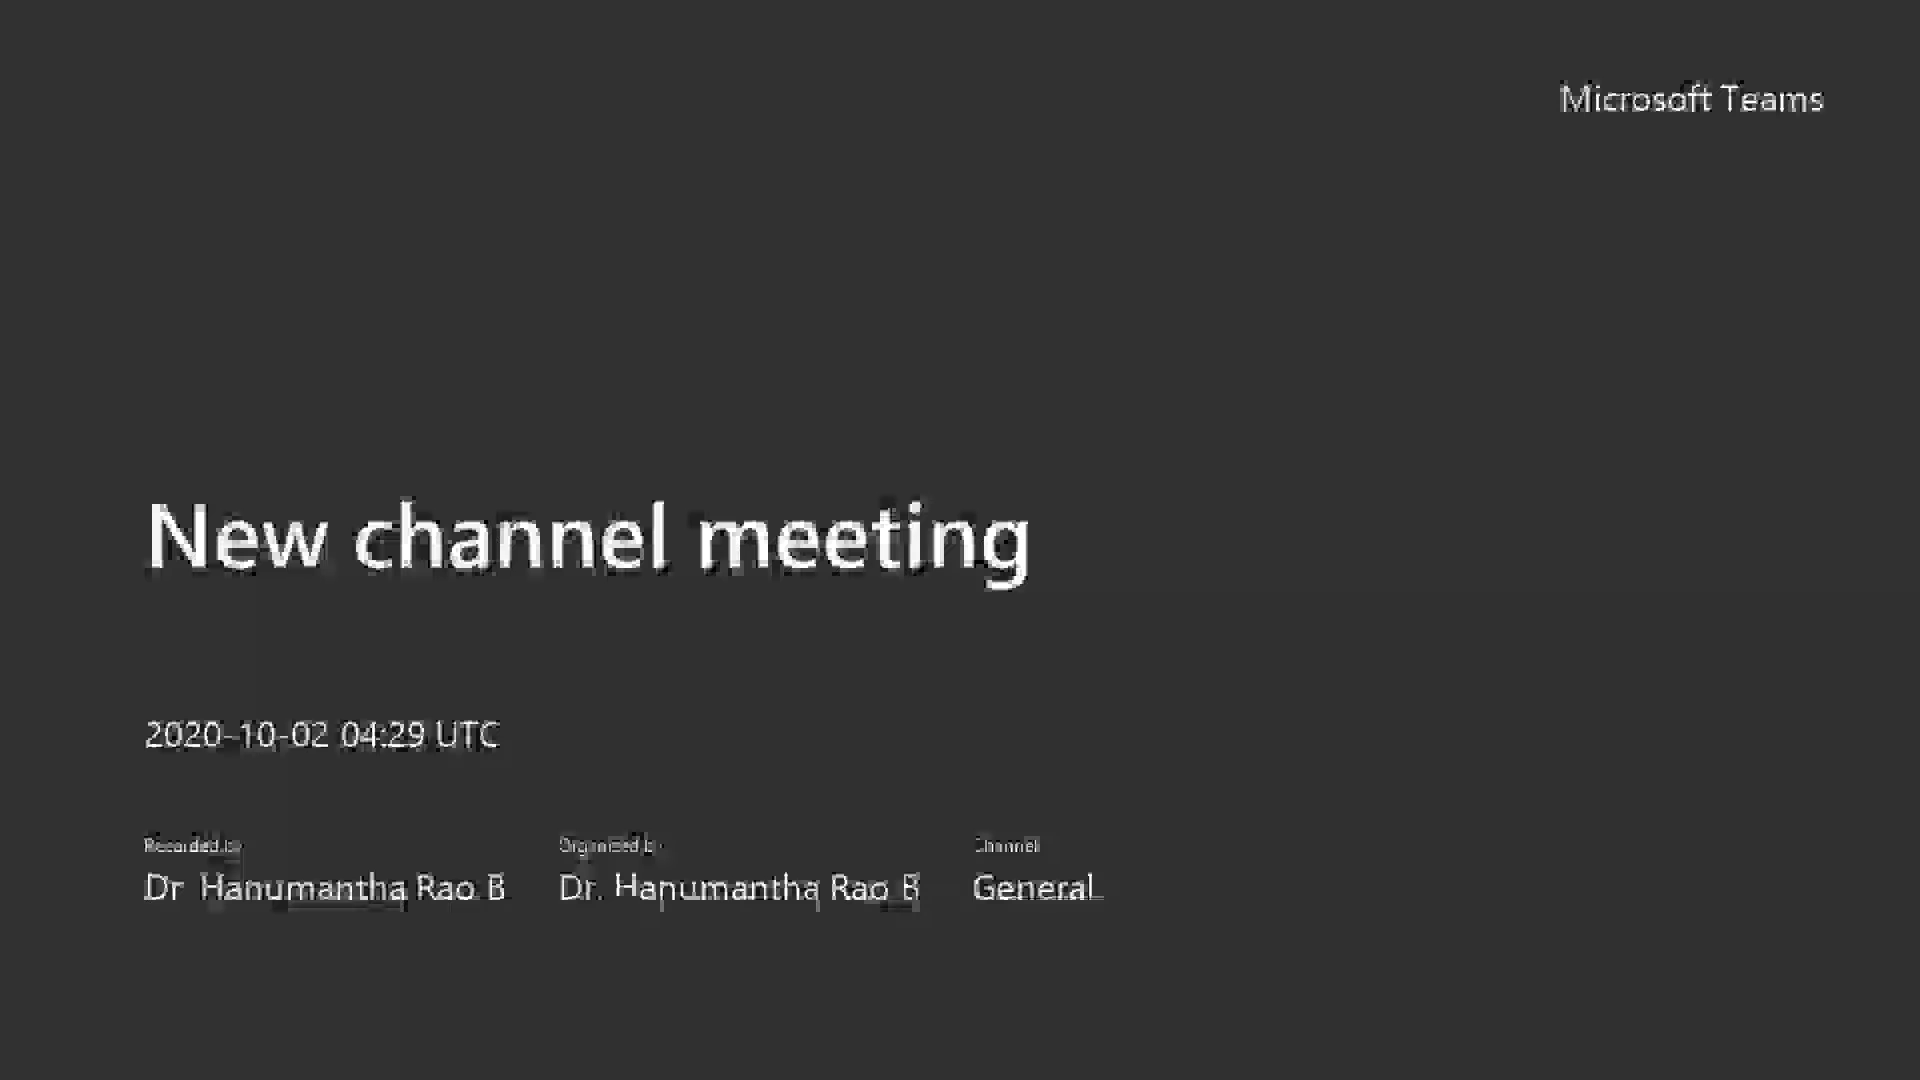 Microsoft Teams
New channel meeting
2020-10-02 04:29 UTC
Recorded by
Organized by
Channel
Dr. Hanumantha Rao B
Dr. Hanumantha Rao B
General